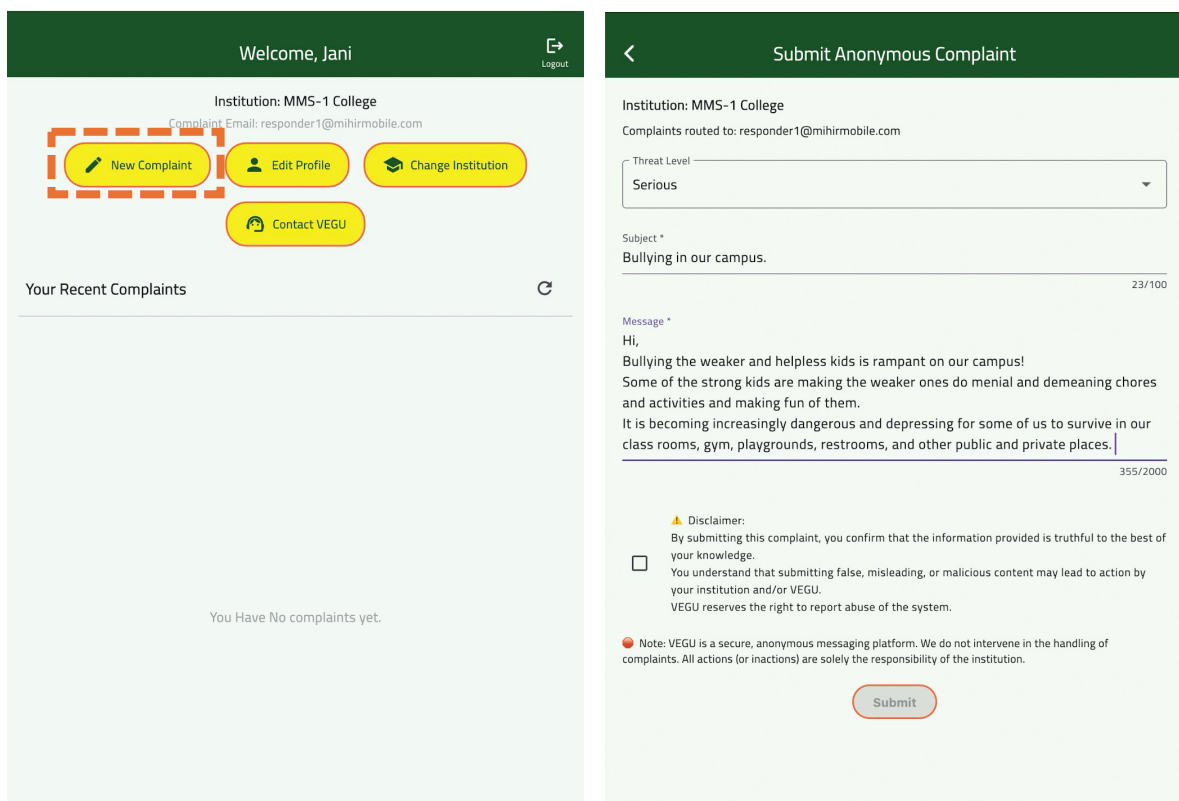 Welcome, Jani
Logout
Institution: MMS-1 College
Complaint Email: responder1@mihirmobile.com
New Complaint
Edit Profile
Change Institution
Contact VEGU
Your Recent Complaints
You Have No complaints yet.
Submit Anonymous Complaint
Institution: MMS-1 College
Complaints routed to: responder1@mihirmobile.com
Threat Level
Serious
Subject *
Bullying in our campus.
23/100
Message *
Hi,
Bullying the weaker and helpless kids is rampant on our campus!
Some of the strong kids are making the weaker ones do menial and demeaning chores
and activities and making fun of them.
It is becoming increasingly dangerous and depressing for some of us to survive in our
class rooms, gym, playgrounds, restrooms, and other public and private places.
355/2000
Disclaimer:
By submitting this complaint, you confirm that the information provided is truthful to the best of
your knowledge.
You understand that submitting false, misleading, or malicious content may lead to action by
your institution and/or VEGU.
VEGU reserves the right to report abuse of the system.
Note: VEGU is a secure, anonymous messaging platform. We do not intervene in the handling of
complaints. All actions (or inactions) are solely the responsibility of the institution.
Submit